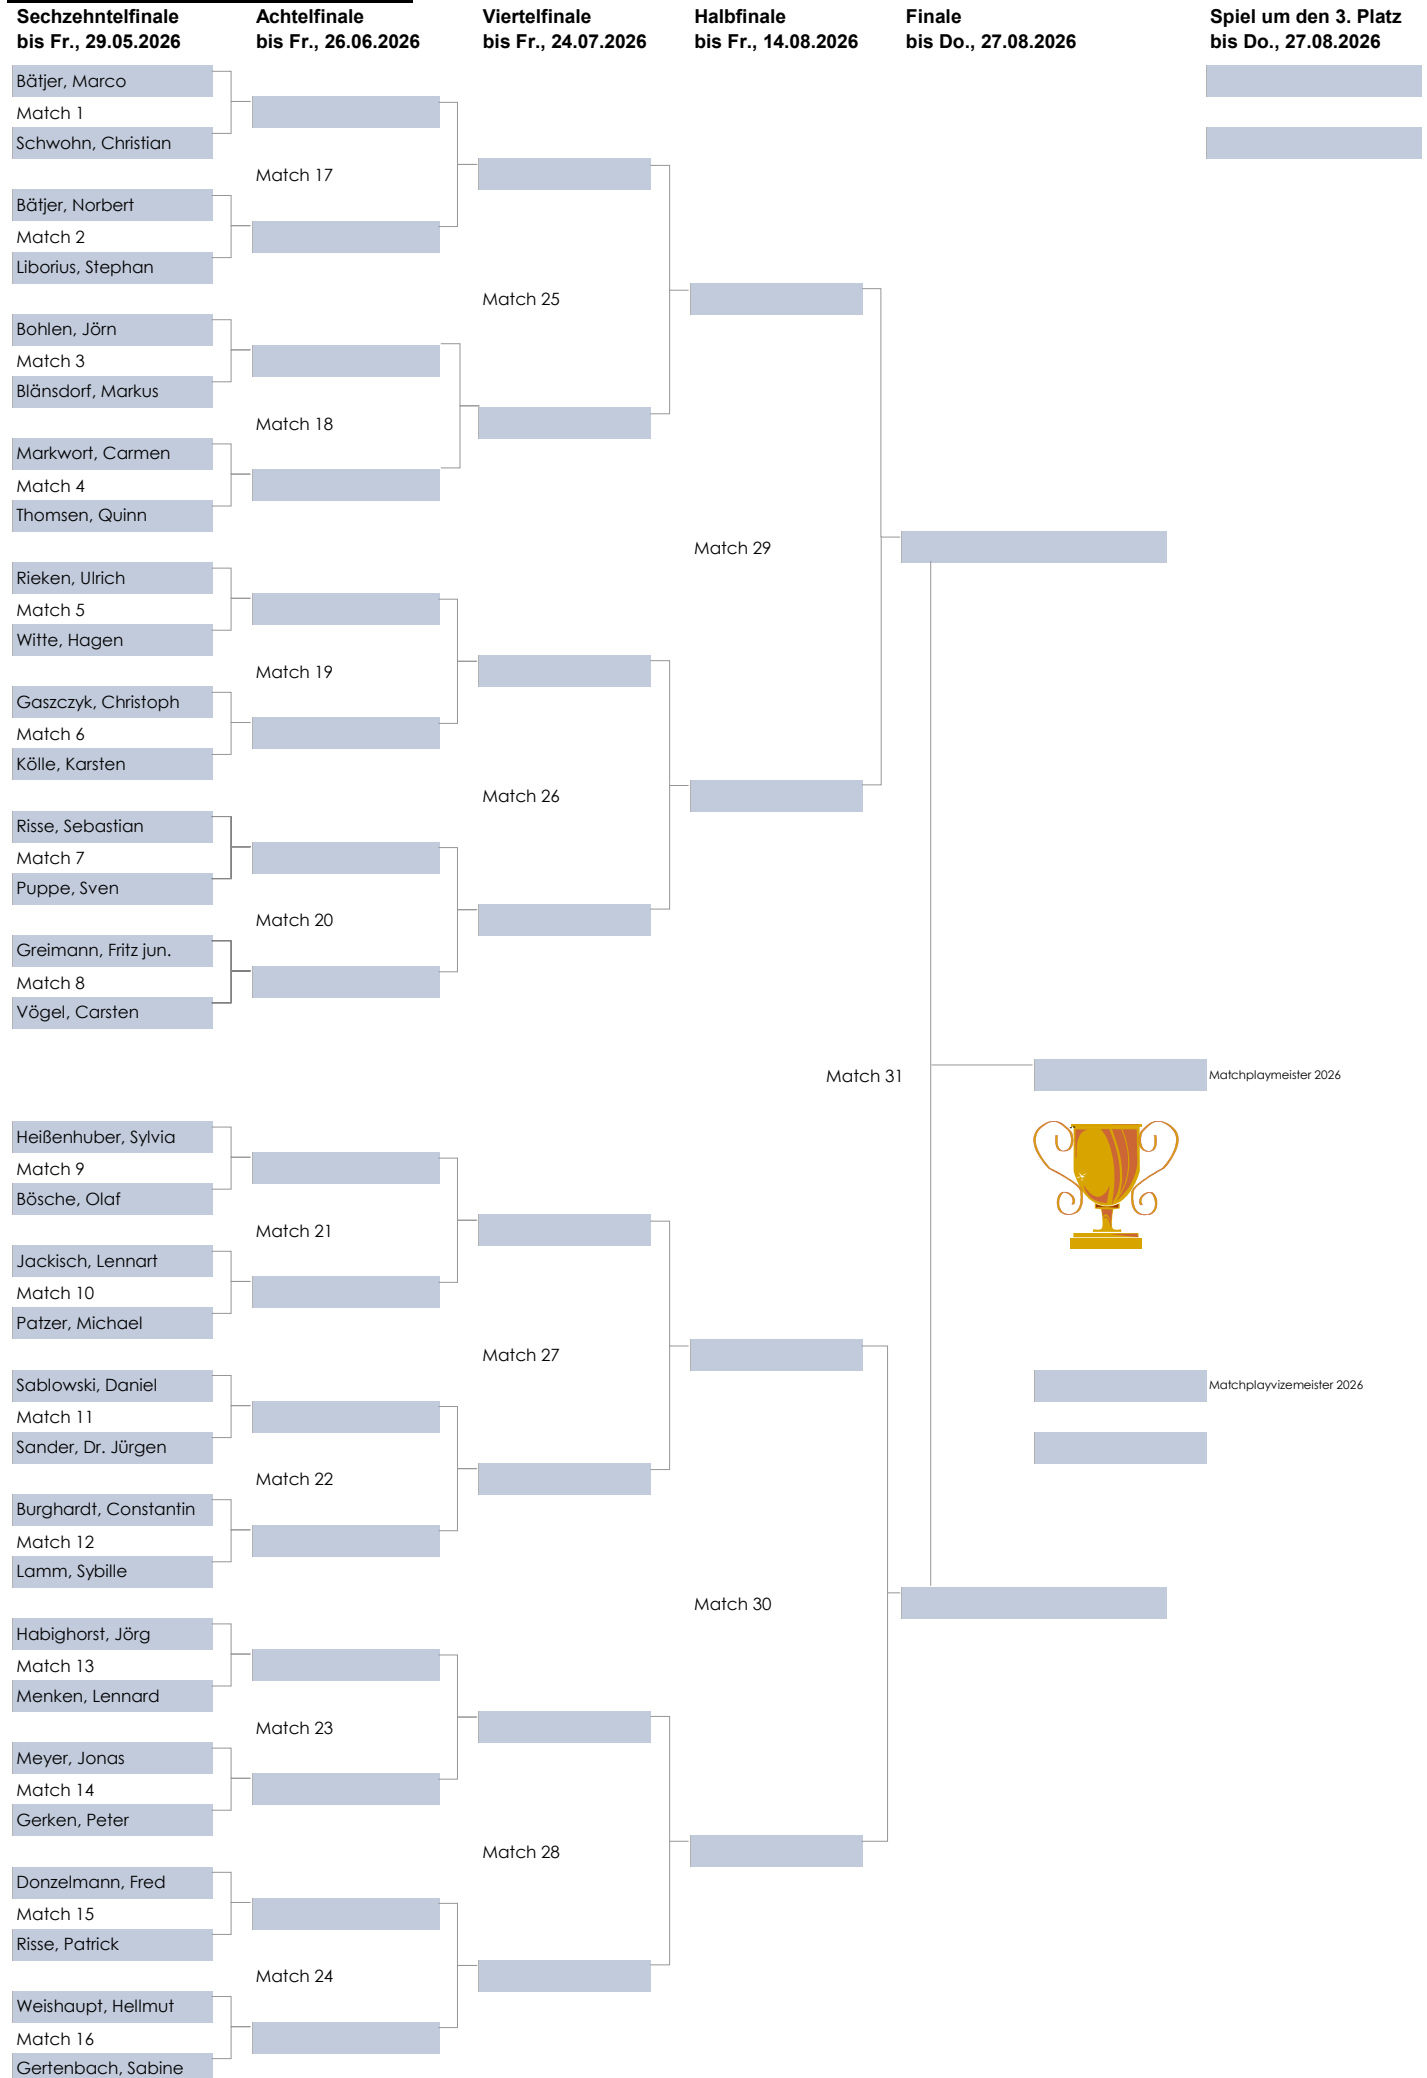 Sechzehntelfinale
bis Fr., 29.05.2026
Achtelfinale
bis Fr., 26.06.2026
Viertelfinale
bis Fr., 24.07.2026
Halbfinale
bis Fr., 14.08.2026
Finale
bis Do., 27.08.2026
Spiel um den 3. Platz
bis Do., 27.08.2026
Bätjer, Marco
Match 1
Schwohn, Christian
Match 17
Bätjer, Norbert
Match 2
Liborius, Stephan
Match 25
Bohlen, Jörn
Match 3
Blänsdorf, Markus
Match 18
Markwort, Carmen
Match 4
Thomsen, Quinn
Match 29
Rieken, Ulrich
Match 5
Witte, Hagen
Match 19
Gaszczyk, Christoph
Match 6
Kölle, Karsten
Match 26
Risse, Sebastian
Match 7
Puppe, Sven
Match 20
Greimann, Fritz jun.
Match 8
Vögel, Carsten
Match 31
Matchplaymeister 2026
Heißenhuber, Sylvia
Match 9
Bösche, Olaf
Match 21
Jackisch, Lennart
Match 10
Patzer, Michael
Match 27
Sablowski, Daniel
Matchplayvizemeister 2026
Match 11
Sander, Dr. Jürgen
Match 22
Burghardt, Constantin
Match 12
Lamm, Sybille
Match 30
Habighorst, Jörg
Match 13
Menken, Lennard
Match 23
Meyer, Jonas
Match 14
Gerken, Peter
Match 28
Donzelmann, Fred
Match 15
Risse, Patrick
Match 24
Weishaupt, Hellmut
Match 16
Gertenbach, Sabine